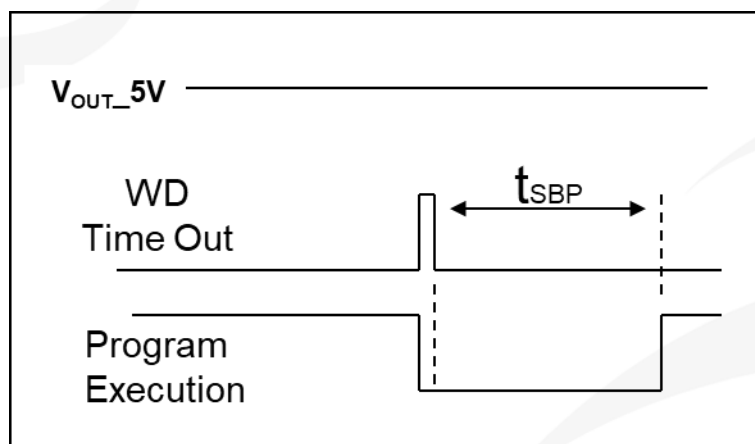 VOUT_5V
WD
Time Out
tSBP
Program
Execution